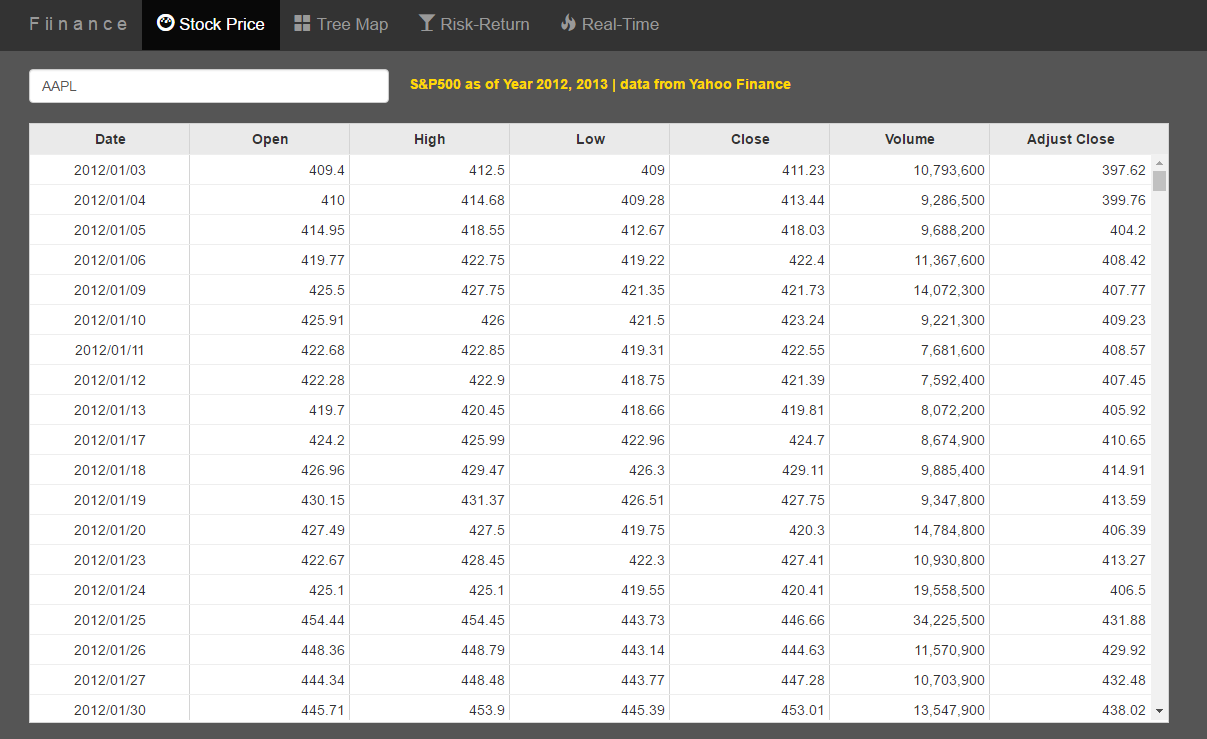 Fiinance Stock Price Tree Map Risk-Return Real-Time
AAPL S&P500 as of Year 2012, 2013 | data from Yahoo Finance
Date Open High Low Close Volume Adjust Close
2012/01/03 409.4 412.5 409 411.23 10,793,600 397.62
2012/01/04 410 414.68 409.28 413.44 9,286,500 399.76
2012/01/05 414.95 418.55 412.67 418.03 9,688,200 404.2
2012/01/06 419.77 422.75 419.22 422.4 11,367,600 408.42
2012/01/09 425.5 427.75 421.35 421.73 14,072,300 407.77
2012/01/10 425.91 426 421.5 423.24 9,221,300 409.23
2012/01/11 422.68 422.85 419.31 422.55 7,681,600 408.57
2012/01/12 422.28 422.9 418.75 421.39 7,592,400 407.45
2012/01/13 419.7 420.45 418.66 419.81 8,072,200 405.92
2012/01/17 424.2 425.99 422.96 424.7 8,674,900 410.65
2012/01/18 426.96 429.47 426.3 429.11 9,885,400 414.91
2012/01/19 430.15 431.37 426.51 427.75 9,347,800 413.59
2012/01/20 427.49 427.5 419.75 420.3 14,784,800 406.39
2012/01/23 422.67 428.45 422.3 427.41 10,930,800 413.27
2012/01/24 425.1 425.1 419.55 420.41 19,558,500 406.5
2012/01/25 454.44 454.45 443.73 446.66 34,225,500 431.88
2012/01/26 448.36 448.79 443.14 444.63 11,570,900 429.92
2012/01/27 444.34 448.48 443.77 447.28 10,703,900 432.48
2012/01/30 445.71 453.9 445.39 453.01 13,547,900 438.02